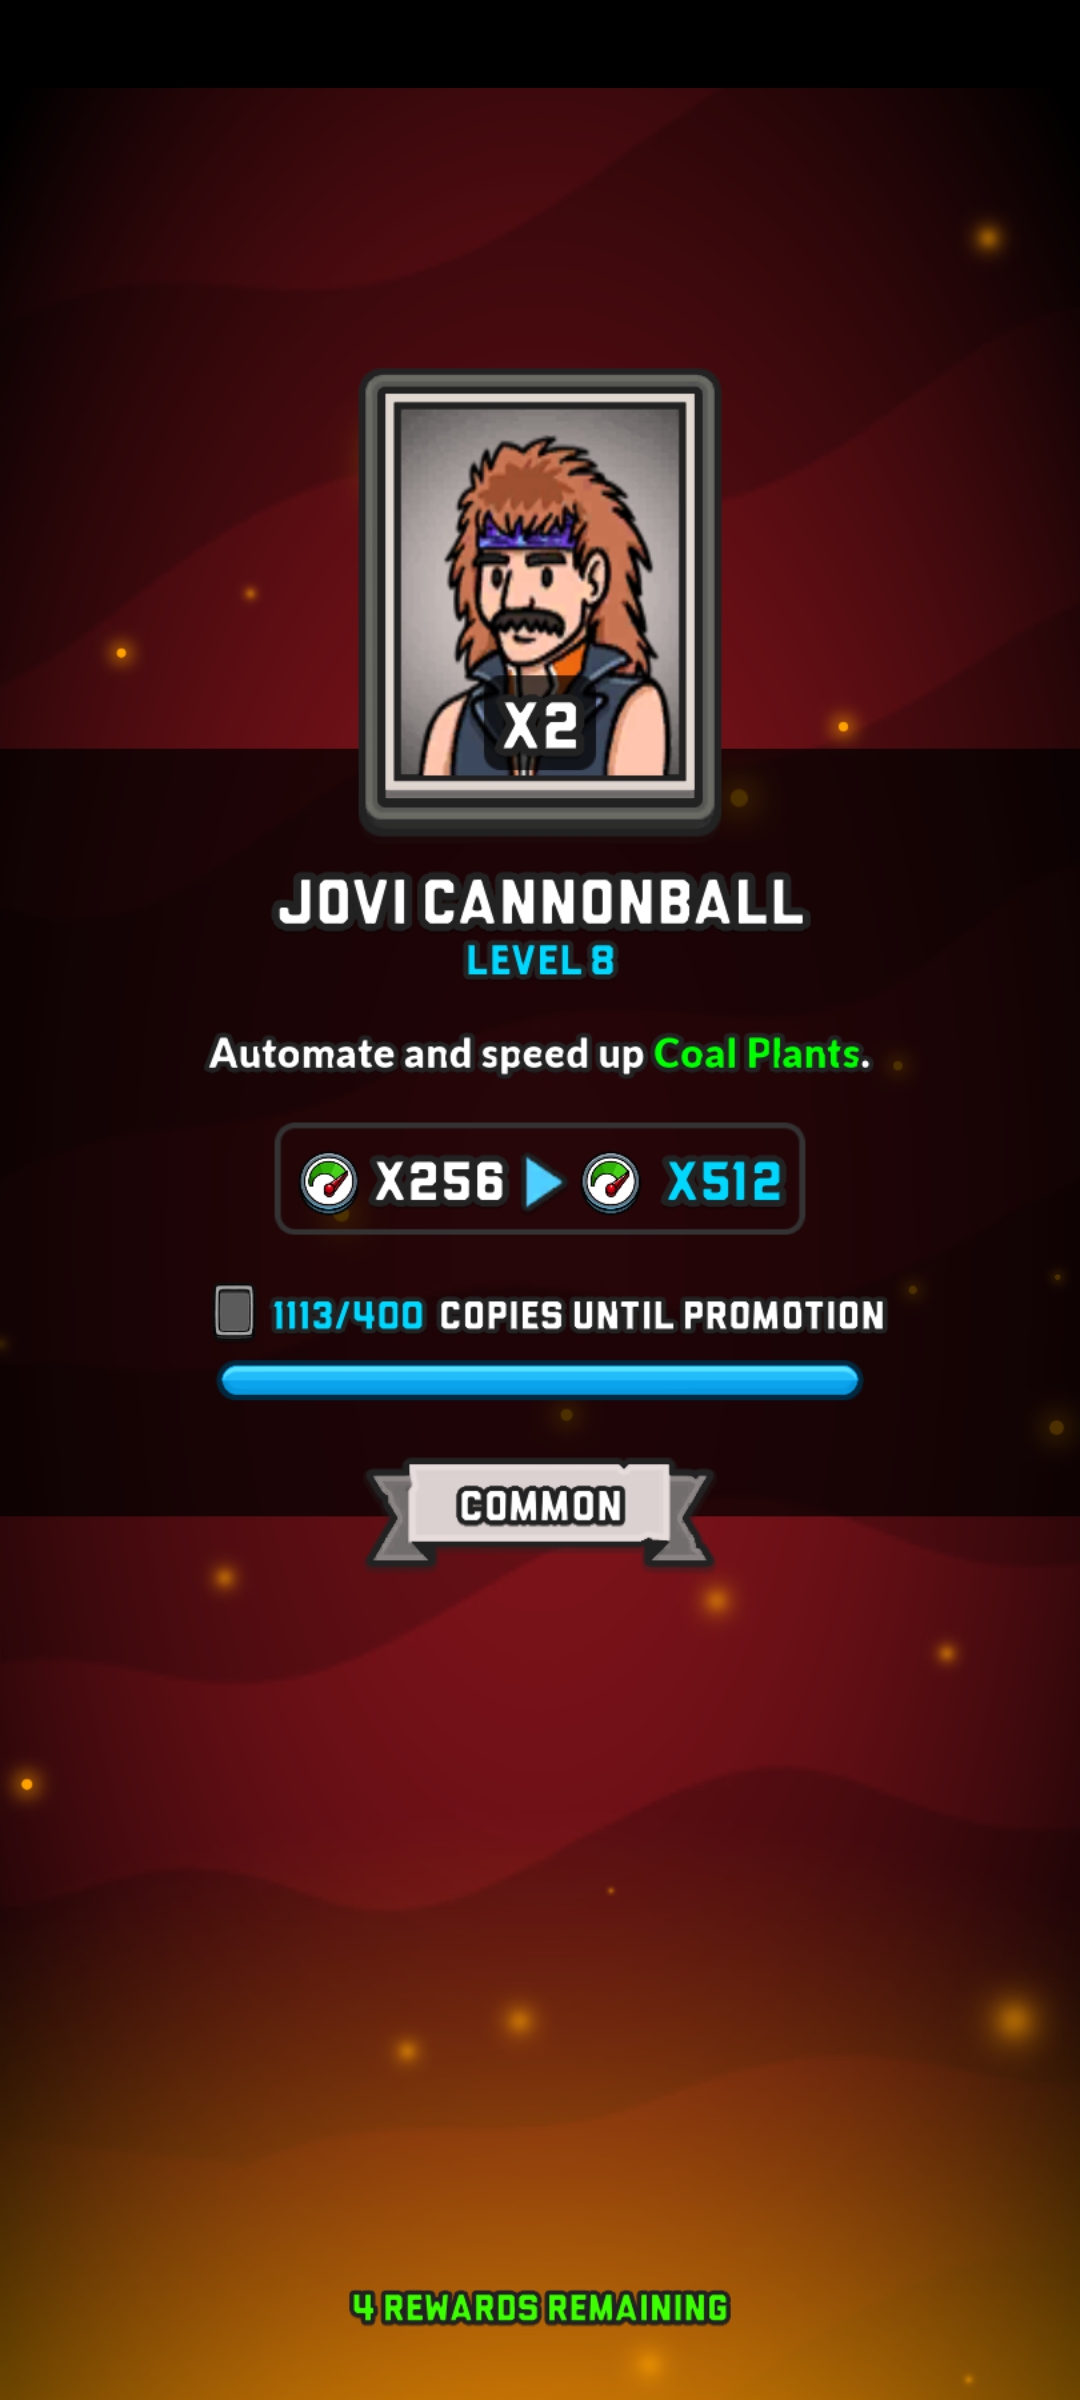 X2
JOVI CANNONBALL
LEVEL 8
Automate and speed up Coal Plants.
X256 X512
1113/400 COPIES UNTIL PROMOTION
COMMON
4 REWARDS REMAINING